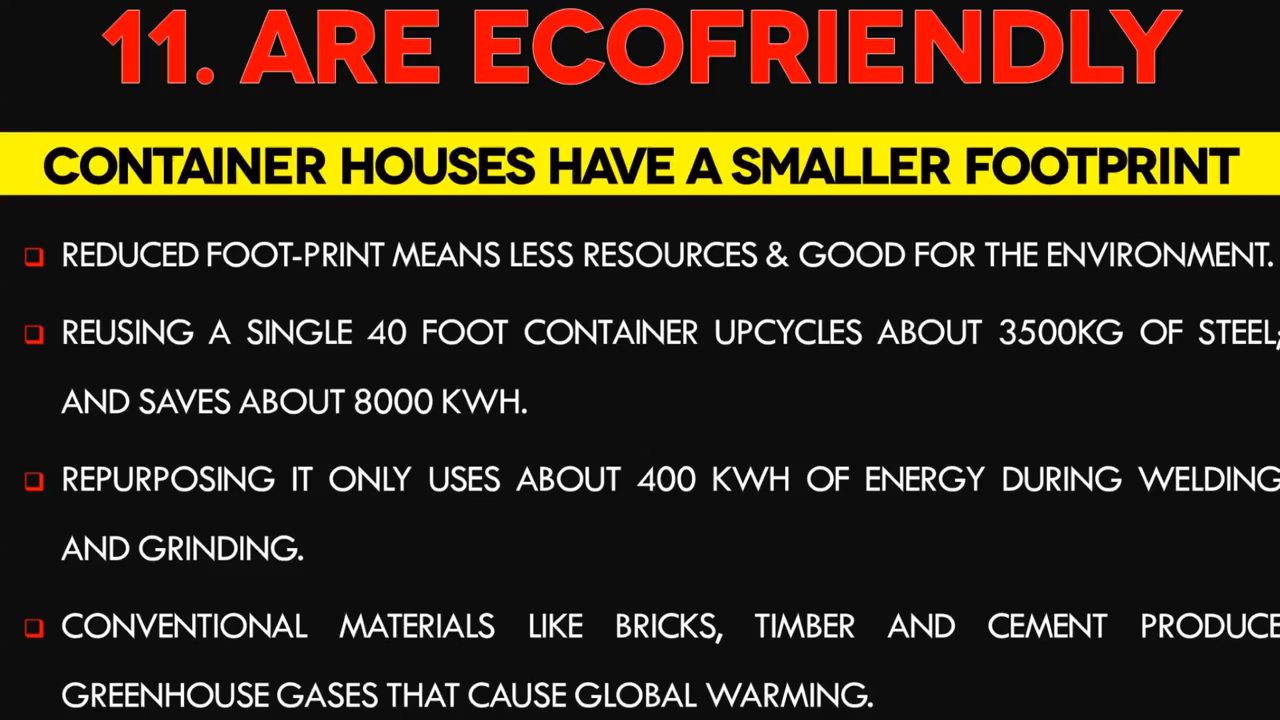 11. ARE ECOFRIENDLY
CONTAINER HOUSES HAVE A SMALLER FOOTPRINT
REDUCED FOOT-PRINT MEANS LESS RESOURCES & GOOD FOR THE ENVIRONMENT.
REUSING A SINGLE 40 FOOT CONTAINER UPCYCLES ABOUT 3500KG OF STEEL;
AND SAVES ABOUT 8000 KWH.
REPURPOSING IT ONLY USES ABOUT 400 KWH OF ENERGY DURING WELDING
AND GRINDING.
CONVENTIONAL MATERIALS LIKE BRICKS, TIMBER AND CEMENT PRODUCE
GREENHOUSE GASES THAT CAUSE GLOBAL WARMING.